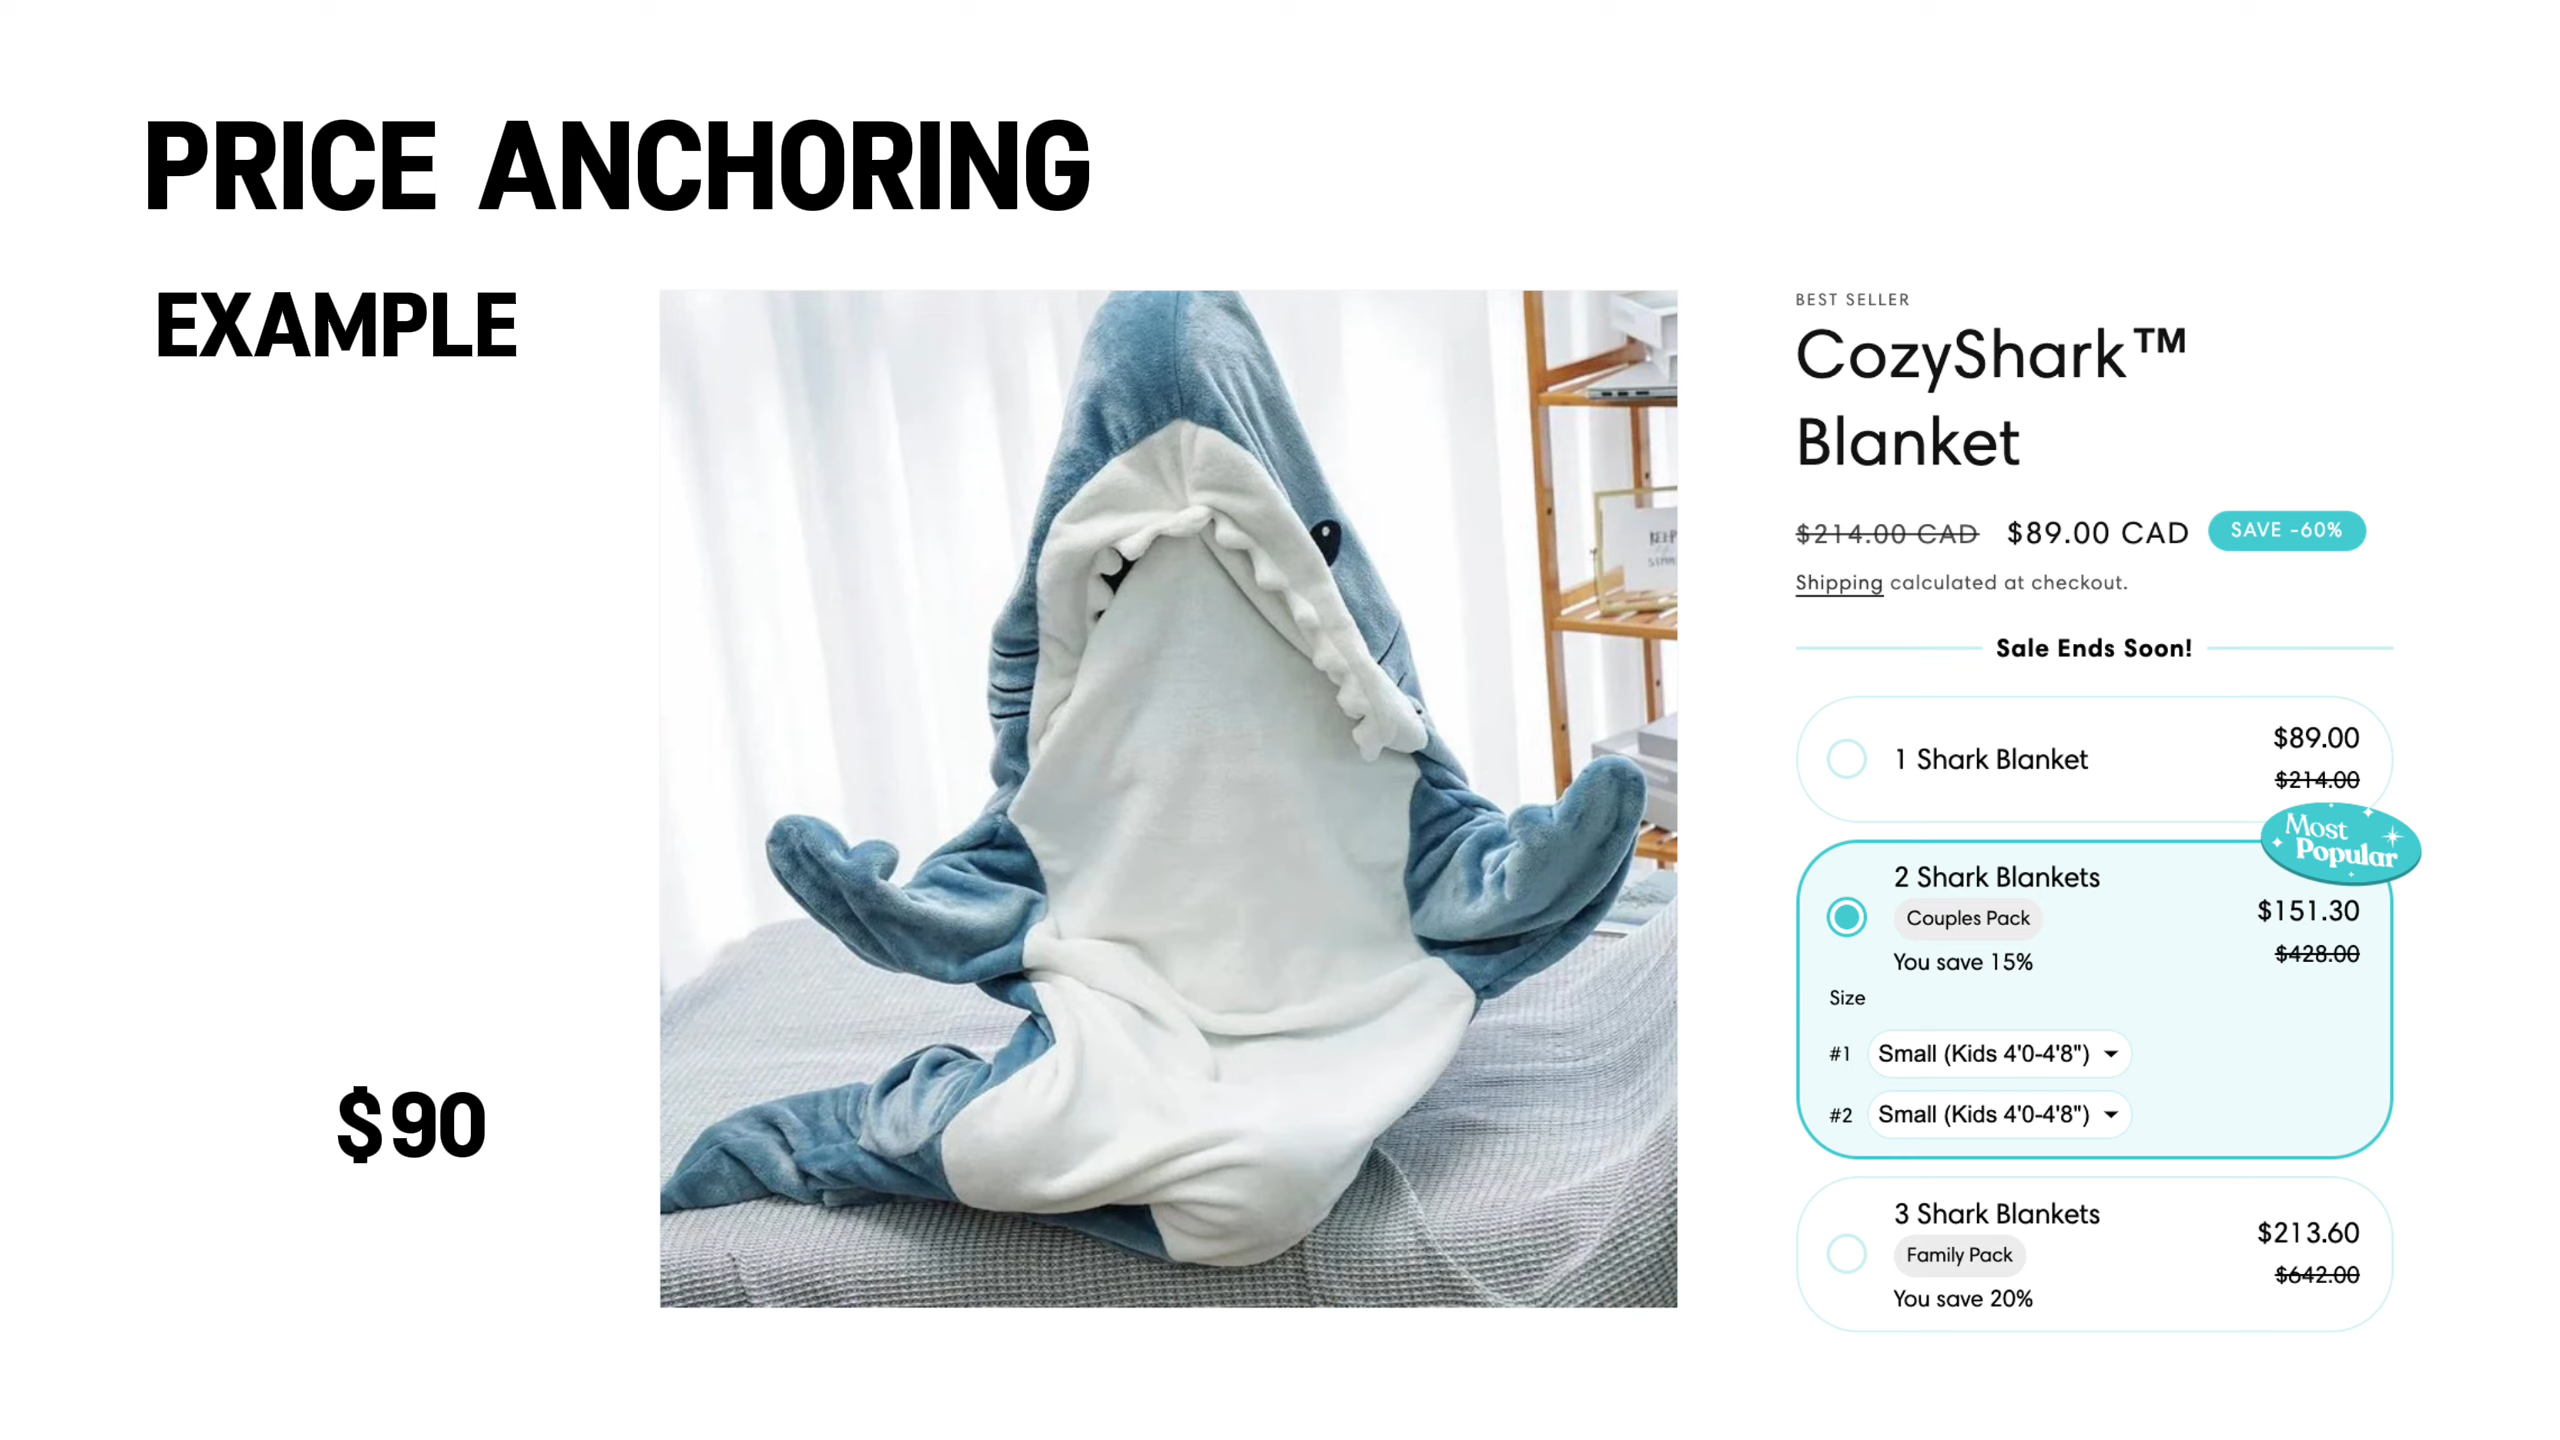 PRICE ANCHORING
EXAMPLE
$90
BEST SELLER
CozyShark™
Blanket
$214.00 CAD $89.00 CAD SAVE -60%
Shipping calculated at checkout.
Sale Ends Soon!
1 Shark Blanket
$89.00
$214.00
Most
Popular
2 Shark Blankets
Couples Pack
You save 15%
$151.30
$428.00
Size
#1 Small (Kids 4'0-4'8")
#2 Small (Kids 4'0-4'8")
3 Shark Blankets
Family Pack
You save 20%
$213.60
$642.00